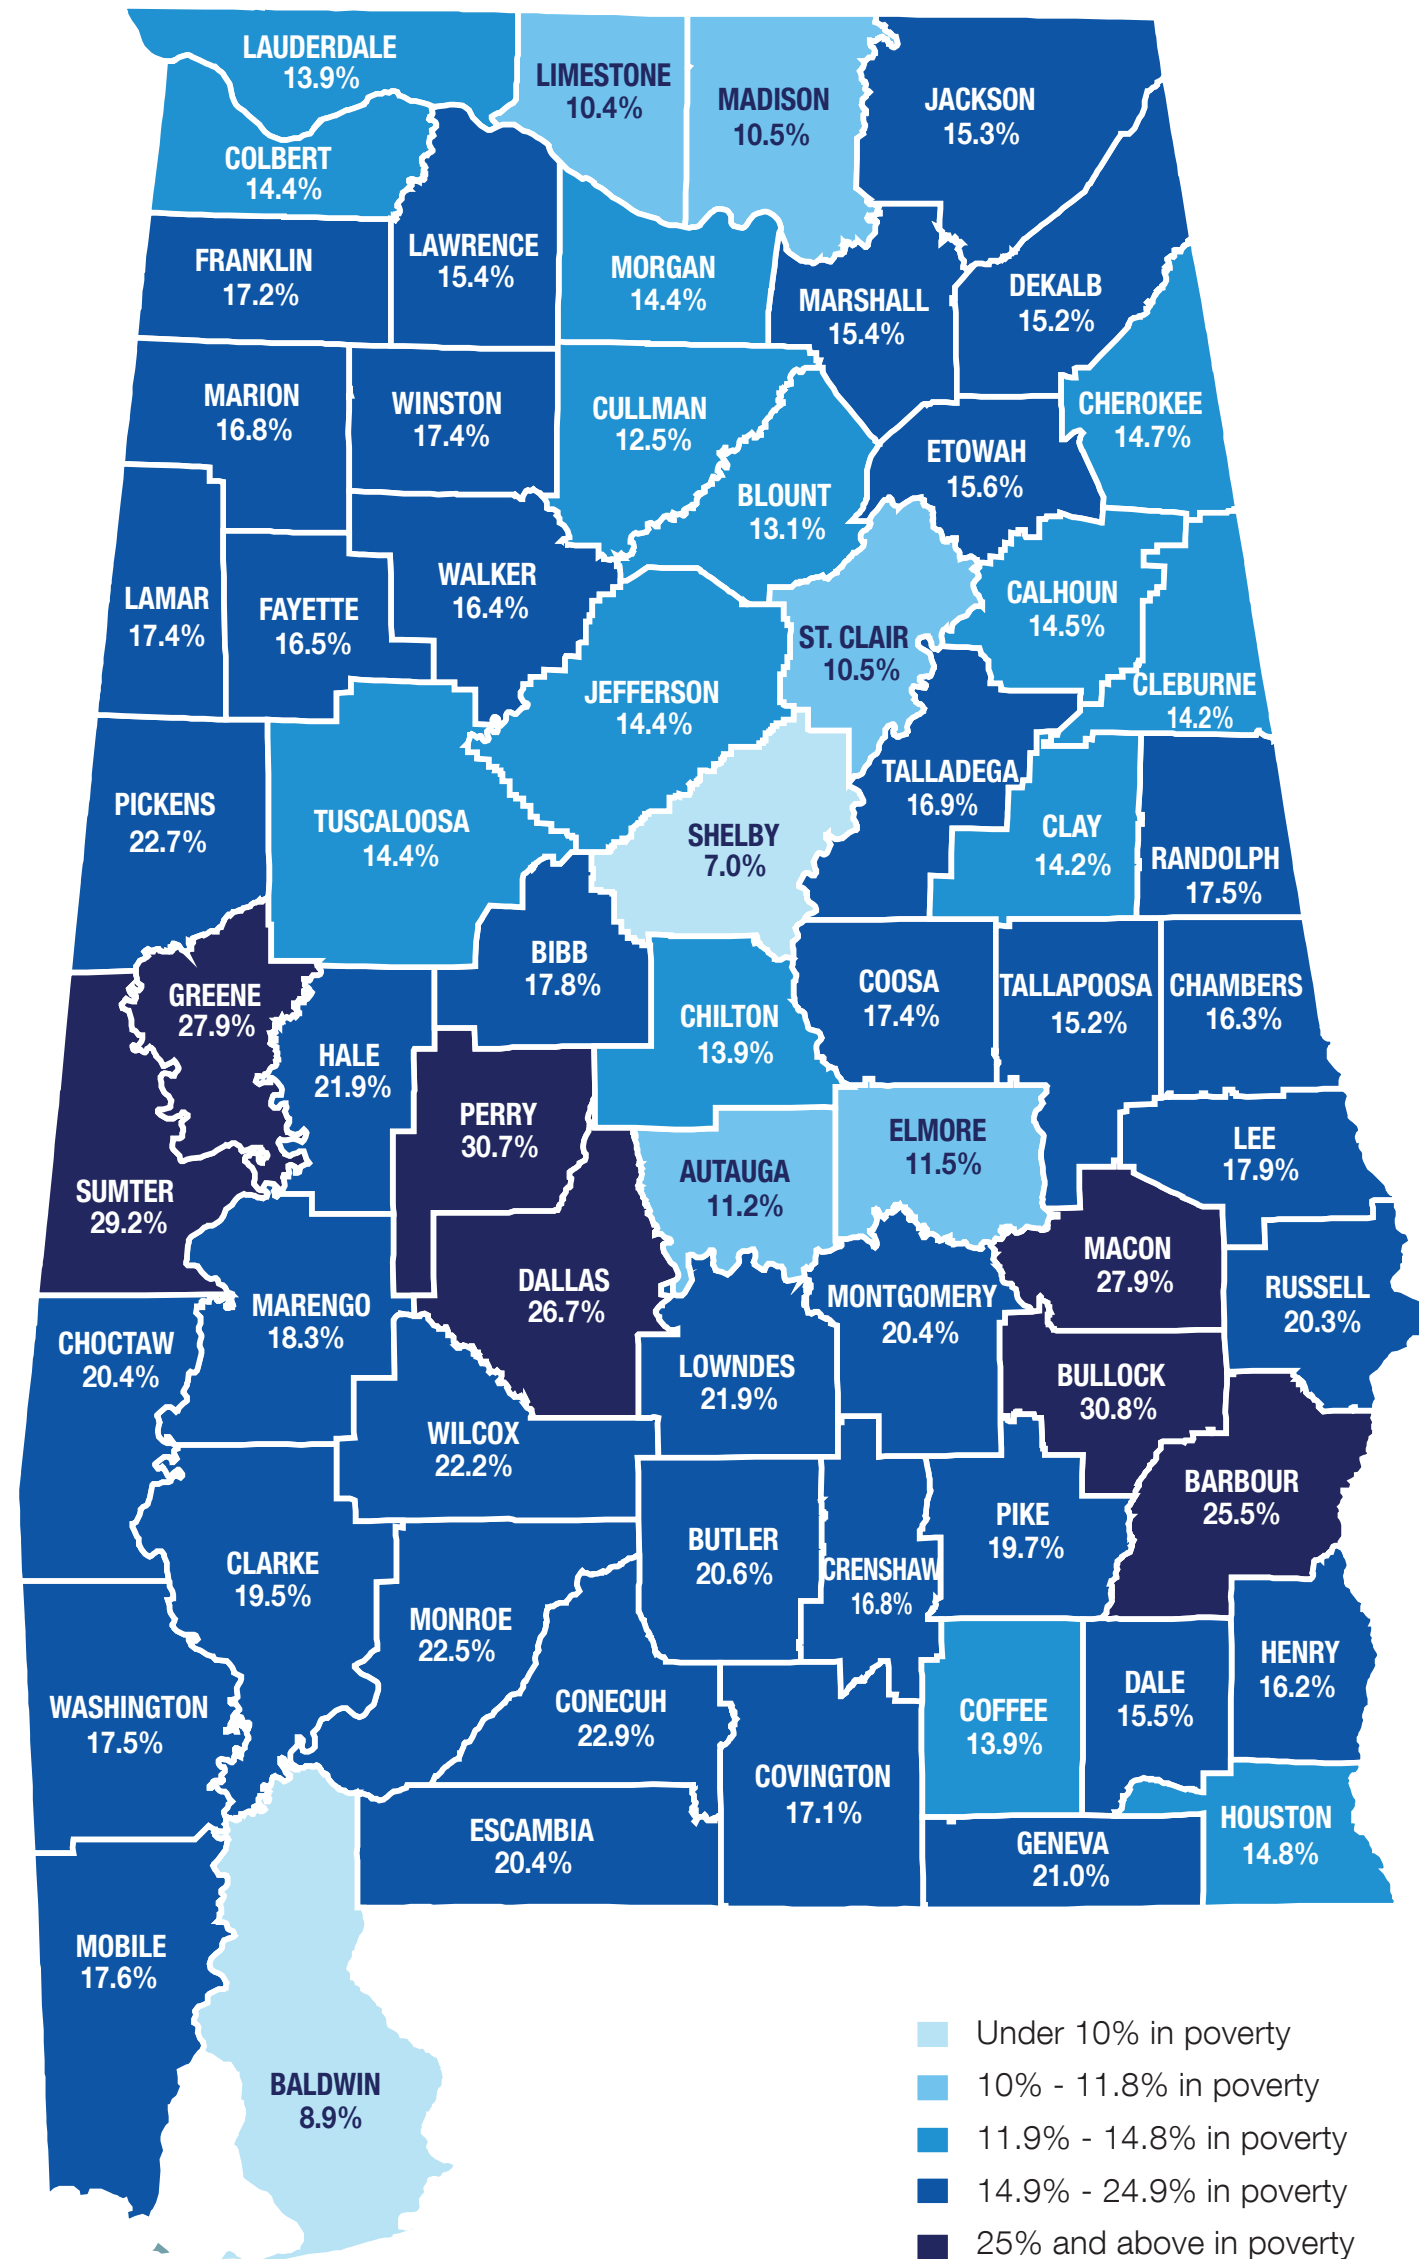 LAUDERDALE
13.9%
LIMESTONE
10.4%
MADISON
10.5%
JACKSON
15.3%
COLBERT
14.4%
FRANKLIN
17.2%
LAWRENCE
15.4%
MORGAN
14.4%
MARSHALL
15.4%
DEKALB
15.2%
MARION
16.8%
WINSTON
17.4%
CULLMAN
12.5%
CHEROKEE
14.7%
BLOUNT
13.1%
ETOWAH
15.6%
LAMAR
17.4%
FAYETTE
16.5%
WALKER
16.4%
JEFFERSON
14.4%
ST. CLAIR
10.5%
CALHOUN
14.5%
CLEBURNE
14.2%
PICKENS
22.7%
TUSCALOOSA
14.4%
SHELBY
7.0%
TALLADEGA
16.9%
CLAY
14.2%
RANDOLPH
17.5%
GREENE
27.9%
HALE
21.9%
BIBB
17.8%
CHILTON
13.9%
COOSA
17.4%
TALLAPOOSA
15.2%
CHAMBERS
16.3%
SUMTER
29.2%
PERRY
30.7%
AUTAUGA
11.2%
ELMORE
11.5%
LEE
17.9%
MARENGO
18.3%
DALLAS
26.7%
MONTGOMERY
20.4%
MACON
27.9%
RUSSELL
20.3%
CHOCTAW
20.4%
LOWNDES
21.9%
BULLOCK
30.8%
WILCOX
22.2%
BARBOUR
25.5%
CLARKE
19.5%
BUTLER
20.6%
CRENSHAW
16.8%
PIKE
19.7%
MONROE
22.5%
WASHINGTON
17.5%
CONECUH
22.9%
COFFEE
13.9%
DALE
15.5%
HENRY
16.2%
COVINGTON
17.1%
ESCAMBIA
20.4%
GENEVA
21.0%
HOUSTON
14.8%
MOBILE
17.6%
BALDWIN
8.9%
Under 10% in poverty
10% - 11.8% in poverty
11.9% - 14.8% in poverty
14.9% - 24.9% in poverty
25% and above in poverty